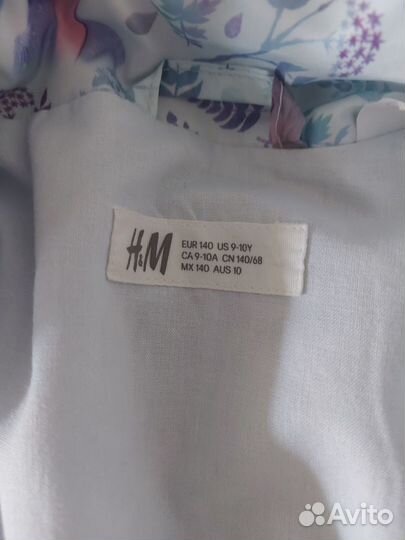 H&M
EUR 140 US 9-10Y
CA 9-10A CN 140/68
MX 140 AUS 10
Avito